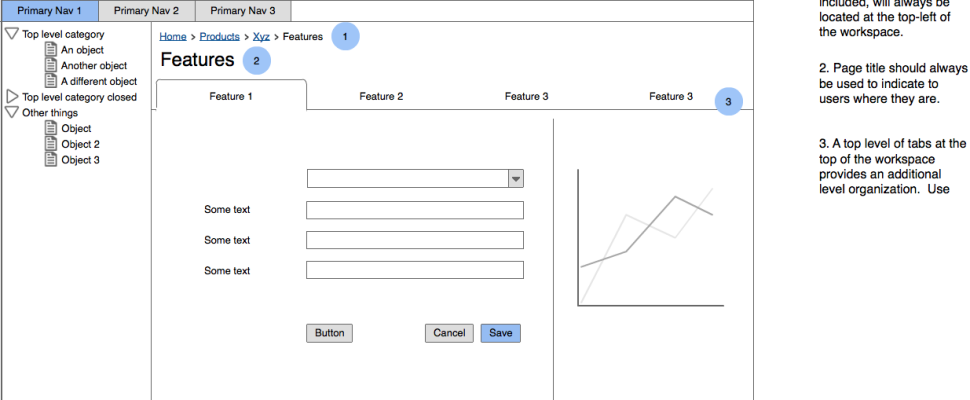 Primary Nav 1 Primary Nav 2 Primary Nav 3
Top level category
An object
Another object
A different object
Top level category closed
Other things
Object
Object 2
Object 3
Home > Products > Xyz > Features 1
Features 2
Feature 1 Feature 2 Feature 3 Feature 3 3
Some text
Some text
Some text
Button Cancel Save
included, will always be
located at the top-left of
the workspace.
2. Page title should always
be used to indicate to
users where they are.
3. A top level of tabs at the
top of the workspace
provides an additional
level organization. Use